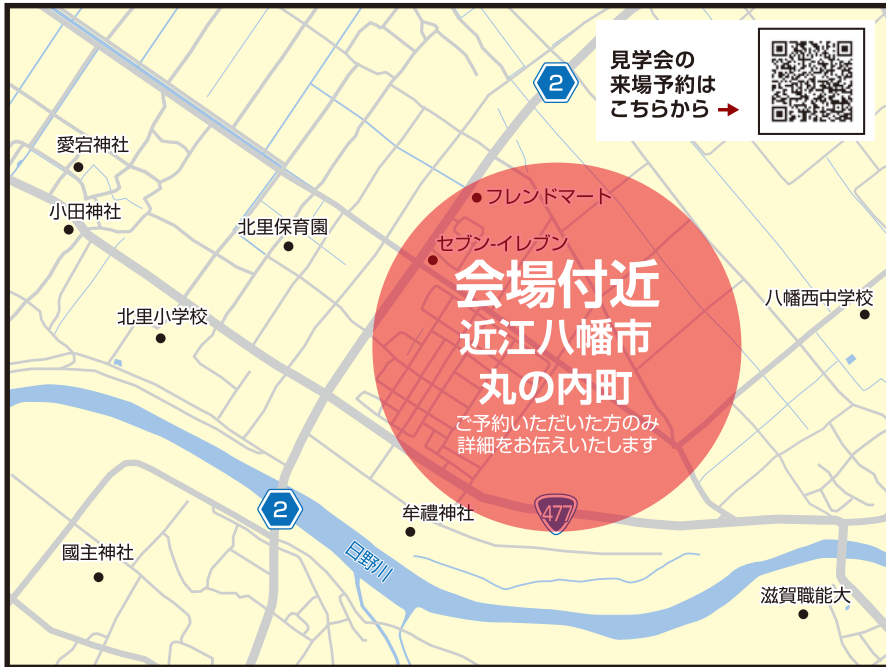 見学会の
来場予約は
こちらから →
2
愛宕神社
小田神社
北里保育園
フレンドマート
セブン-イレブン
会場付近
近江八幡市
丸の内町
ご予約いただいた方のみ
詳細をお伝えいたします
八幡西中学校
北里小学校
2
牟禮神社
477
日野川
國主神社
滋賀職能大